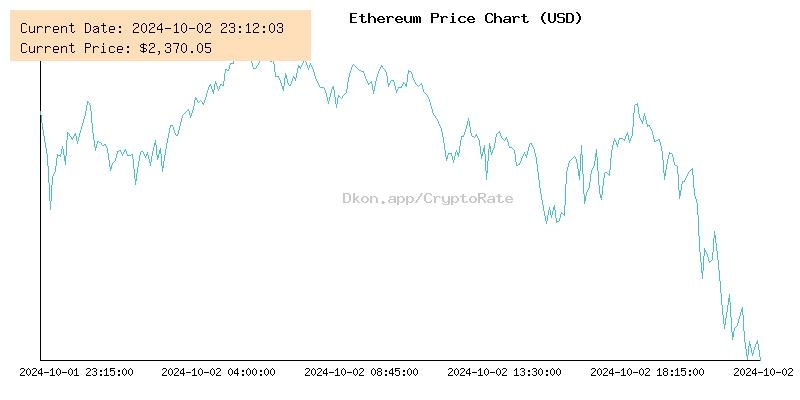 Ethereum Price Chart (USD)
Current Date: 2024-10-02 23:12:03
Current Price: $2,370.05
Dkon.app/CryptoRate
2024-10-01 23:15:00 2024-10-02 04:00:00 2024-10-02 08:45:00 2024-10-02 13:30:00 2024-10-02 18:15:00 2024-10-02